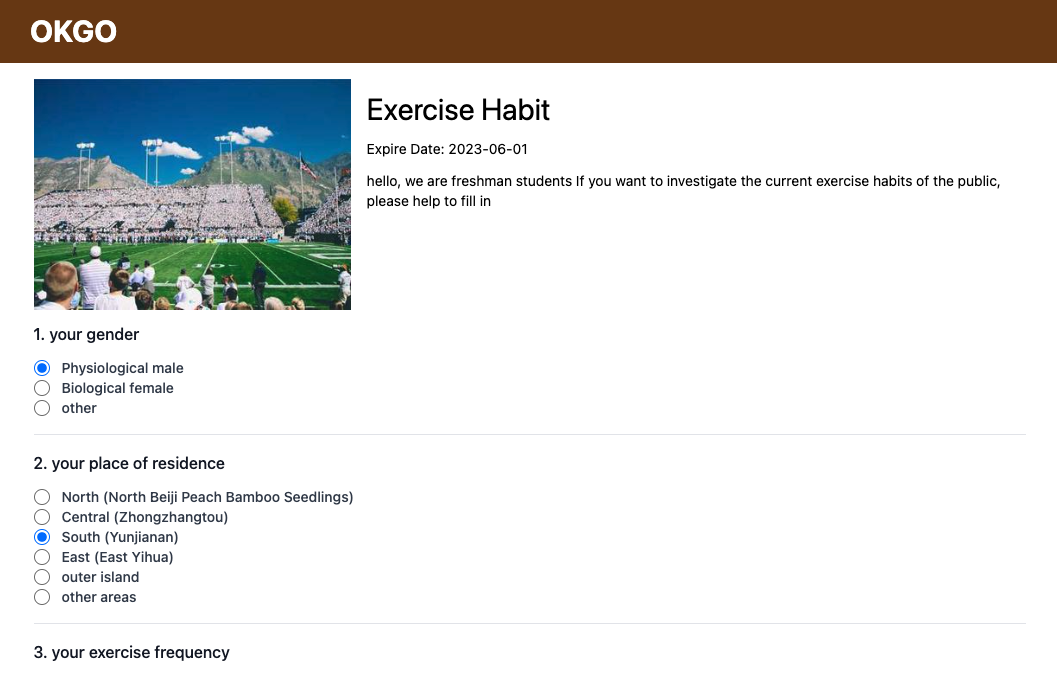 OKGO
Exercise Habit
Expire Date: 2023-06-01
hello, we are freshman students If you want to investigate the current exercise habits of the public,
please help to fill in
1. your gender
Physiological male
Biological female
other
2. your place of residence
North (North Beiji Peach Bamboo Seedlings)
Central (Zhongzhangtou)
South (Yunjianan)
East (East Yihua)
outer island
other areas
3. your exercise frequency